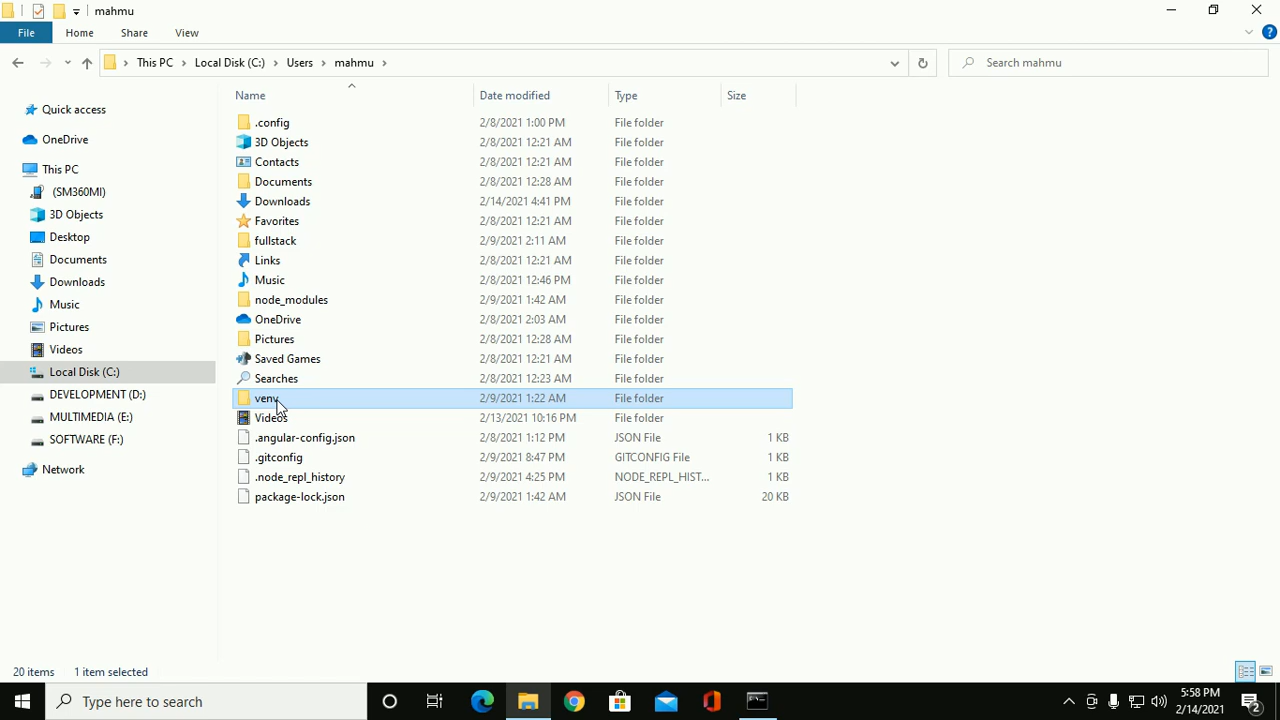 mahmu
File Home Share View
This PC Local Disk (C:) Users mahmu
Search mahmu
Name Date modified Type Size
Quick access
OneDrive
This PC
(SM360MI)
3D Objects
Desktop
Documents
Downloads
Music
Pictures
Videos
Local Disk (C:)
DEVELOPMENT (D:)
MULTIMEDIA (E:)
SOFTWARE (F:)
Network
.config 2/8/2021 1:00 PM File folder
3D Objects 2/8/2021 12:21 AM File folder
Contacts 2/8/2021 12:21 AM File folder
Documents 2/8/2021 12:28 AM File folder
Downloads 2/14/2021 4:41 PM File folder
Favorites 2/8/2021 12:21 AM File folder
fullstack 2/9/2021 2:11 AM File folder
Links 2/8/2021 12:21 AM File folder
Music 2/8/2021 12:46 PM File folder
node_modules 2/9/2021 1:42 AM File folder
OneDrive 2/8/2021 2:03 AM File folder
Pictures 2/8/2021 12:28 AM File folder
Saved Games 2/8/2021 12:21 AM File folder
Searches 2/8/2021 12:23 AM File folder
venv 2/9/2021 1:22 AM File folder
Videos 2/13/2021 10:16 PM File folder
.angular-config.json 2/8/2021 1:12 PM JSON File 1 KB
.gitconfig 2/9/2021 8:47 PM GITCONFIG File 1 KB
.node_repl_history 2/9/2021 4:25 PM NODE_REPL_HIST... 1 KB
package-lock.json 2/9/2021 1:42 AM JSON File 20 KB
20 items 1 item selected
Type here to search
5:58 PM
2/14/2021
2